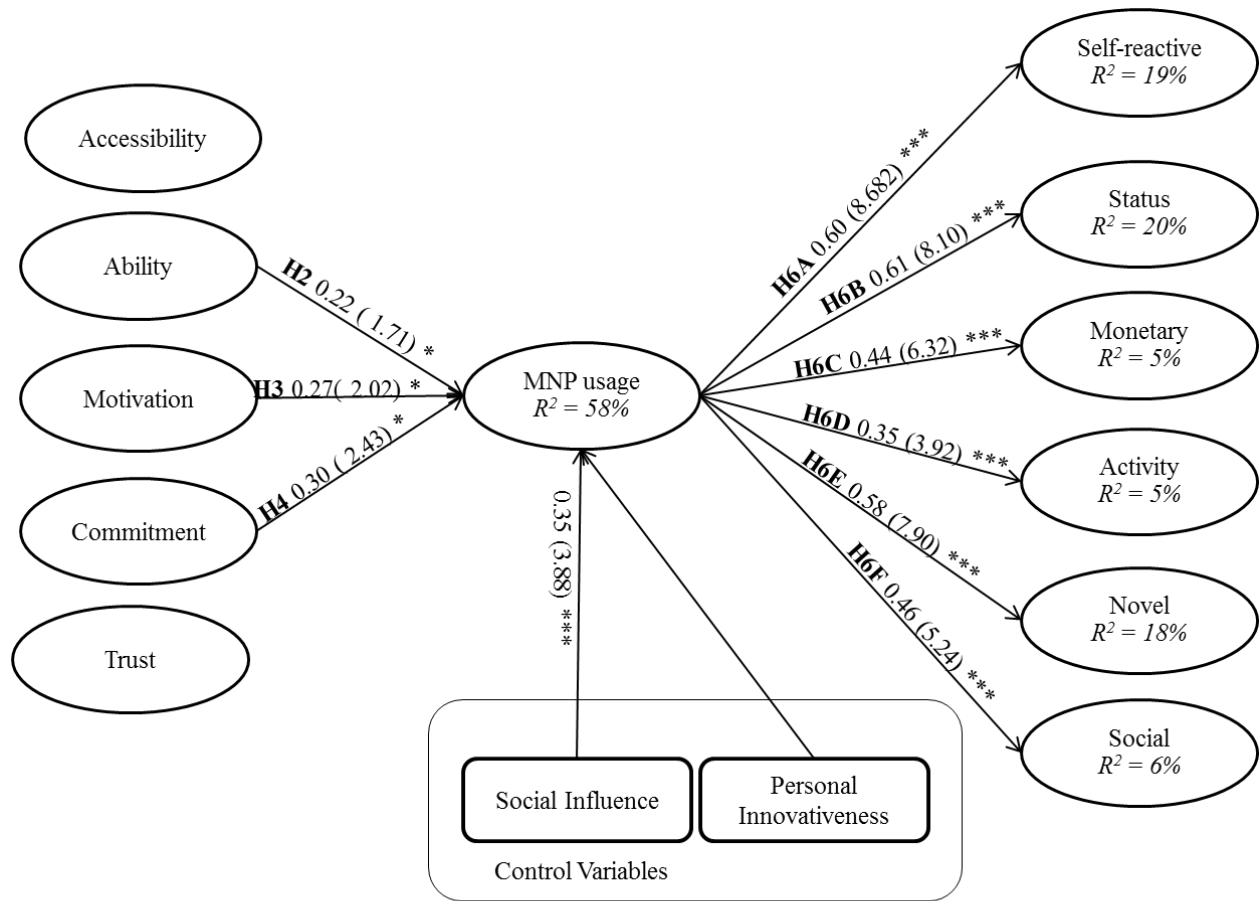 Accessibility
Ability
Motivation
Commitment
Trust
H2 0.22 ( 1.71) *
H3 0.27( 2.02) *
H4 0.30 ( 2.43) *
MNP usage
R² = 58%
0.35 (3.88) ***
Social Influence
Personal
Innovativeness
Control Variables
H6A 0.60 (8.682) ***
H6B 0.61 (8.10) ***
H6C 0.44 (6.32) ***
H6D 0.35 (3.92) ***
H6E 0.58 (7.90) ***
H6F 0.46 (5.24) ***
Self-reactive
R² = 19%
Status
R² = 20%
Monetary
R² = 5%
Activity
R² = 5%
Novel
R² = 18%
Social
R² = 6%